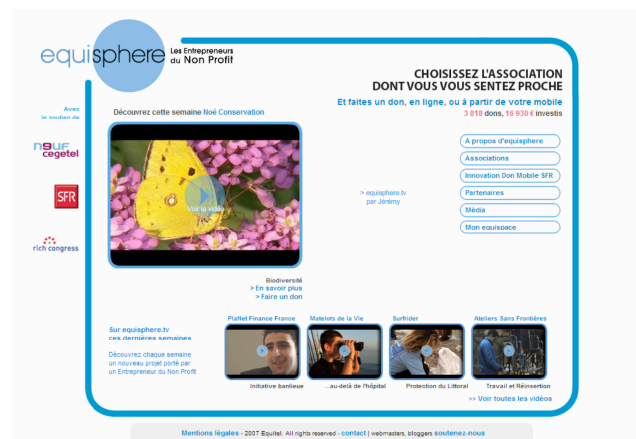 equisphere
Les Entrepreneurs
du Non Profit
CHOISISSEZ L'ASSOCIATION
DONT VOUS VOUS SENTEZ PROCHE
Et faites un don, en ligne, ou à partir de votre mobile
3 818 dons, 16 930 € investis
Avec
le soutien de
neuf
cegetel
SFR
rich congress
Découvrez cette semaine Noé Conservation
Voir la vidéo
Biodiversité
> En savoir plus
> Faire un don
> equisphere.tv
par Jérémy
A propos d'equisphere
Associations
Innovation Don Mobile SFR
Partenaires
Média
Mon equispace
Sur equisphere.tv
ces dernières semaines
Découvrez chaque semaine
un nouveau projet porté par
un Entrepreneur du Non Profit
PlaNet Finance France
Matelots de la Vie
Surfrider
Ateliers Sans Frontières
Initiative banlieue
...au-delà de l'hôpital
Protection du Littoral
Travail et Réinsertion
>> Voir toutes les vidéos
Mentions légales - 2007 Equitel. All rights reserved - contact | webmasters, bloggers soutenez-nous